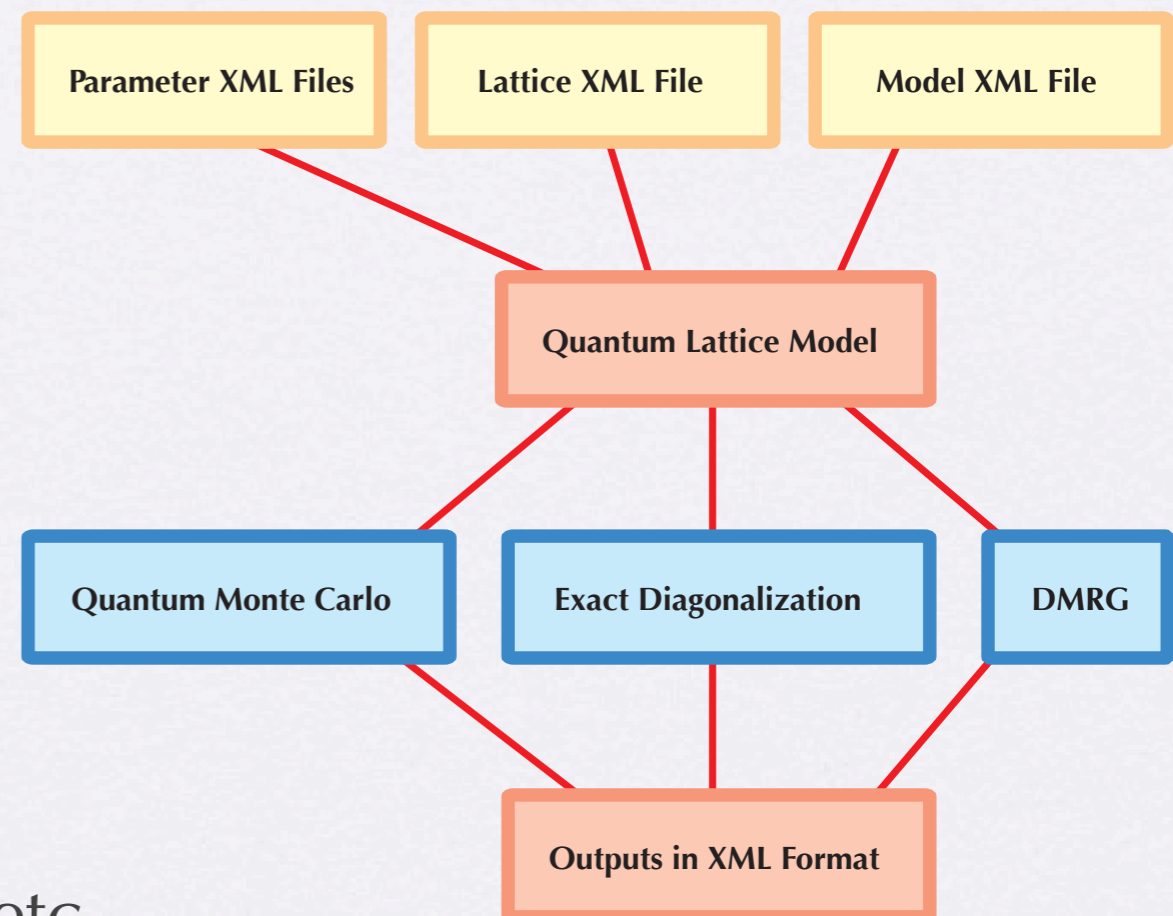 Parameter XML Files
Lattice XML File
Model XML File
Quantum Lattice Model
Quantum Monte Carlo
Exact Diagonalization
DMRG
Outputs in XML Format
etc